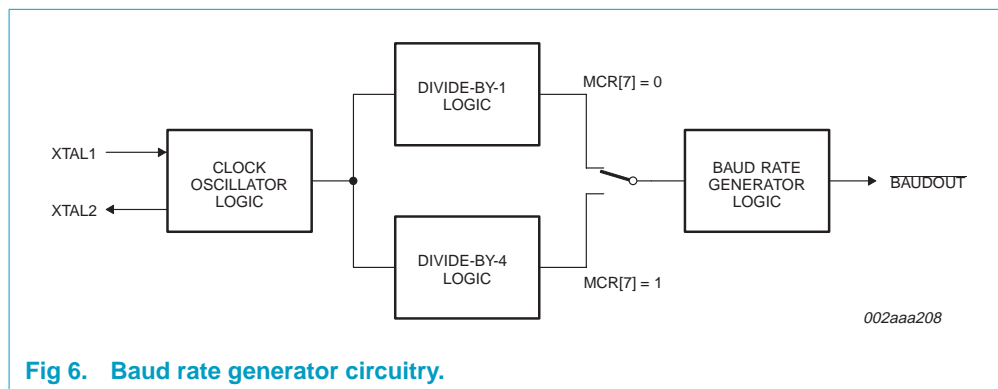 XTAL1
XTAL2
CLOCK
OSCILLATOR
LOGIC
DIVIDE-BY-1
LOGIC
MCR[7] = 0
DIVIDE-BY-4
LOGIC
MCR[7] = 1
BAUD RATE
GENERATOR
LOGIC
BAUDOUT
002aaa208
Fig 6. Baud rate generator circuitry.